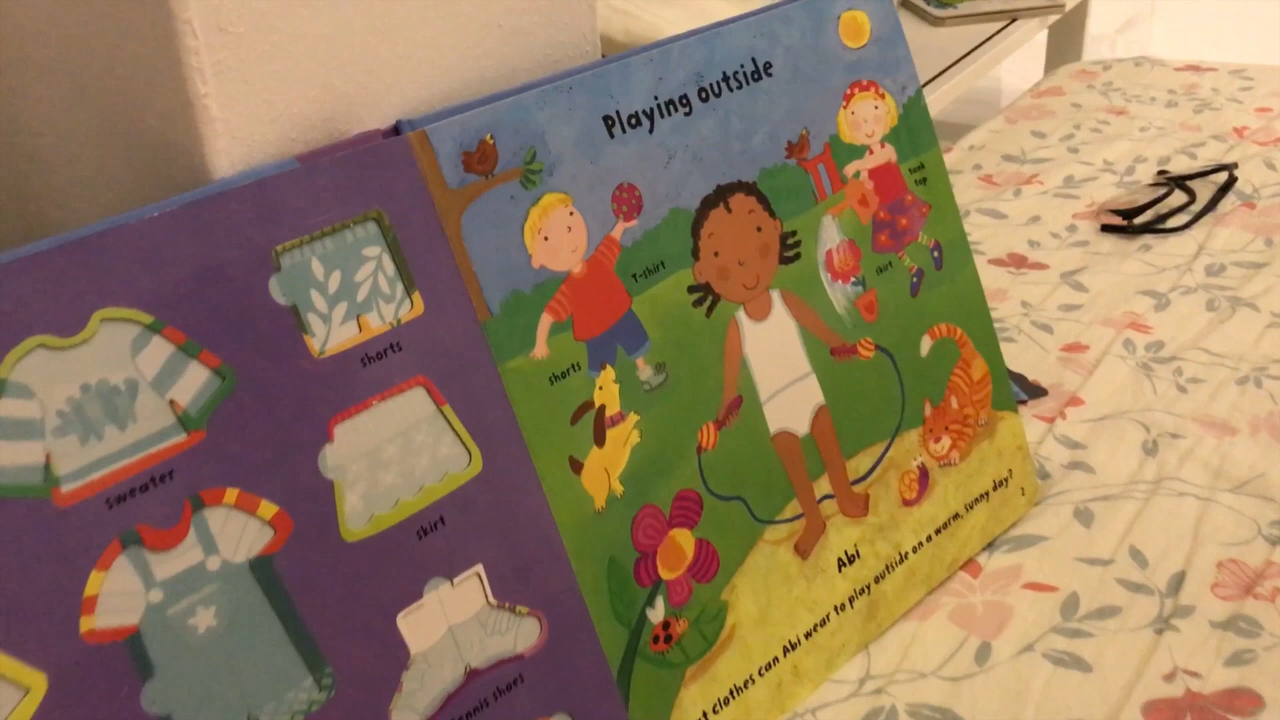 shorts
sweater
skirt
tennis shoes
Playing outside
T-shirt
shorts
tank
top
skirt
Abi
clothes can Abi wear to play outside on a warm, sunny day?
2